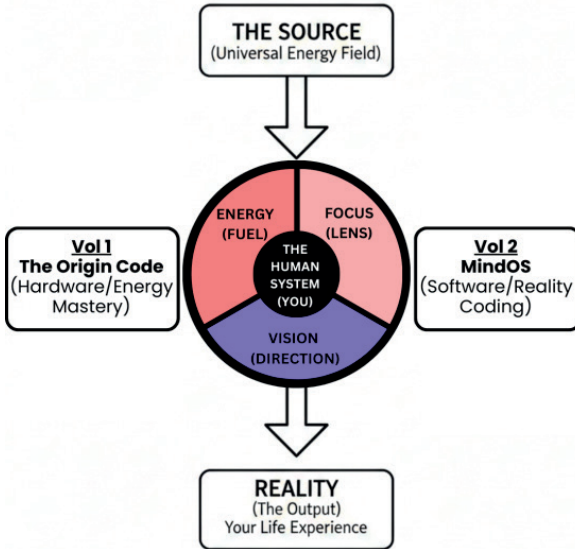 THE SOURCE
(Universal Energy Field)
ENERGY
(FUEL)
FOCUS
(LENS)
THE
HUMAN
SYSTEM
(YOU)
VISION
(DIRECTION)
Vol 1
The Origin Code
(Hardware/Energy
Mastery)
Vol 2
MindOS
(Software/Reality
Coding)
REALITY
(The Output)
Your Life Experience